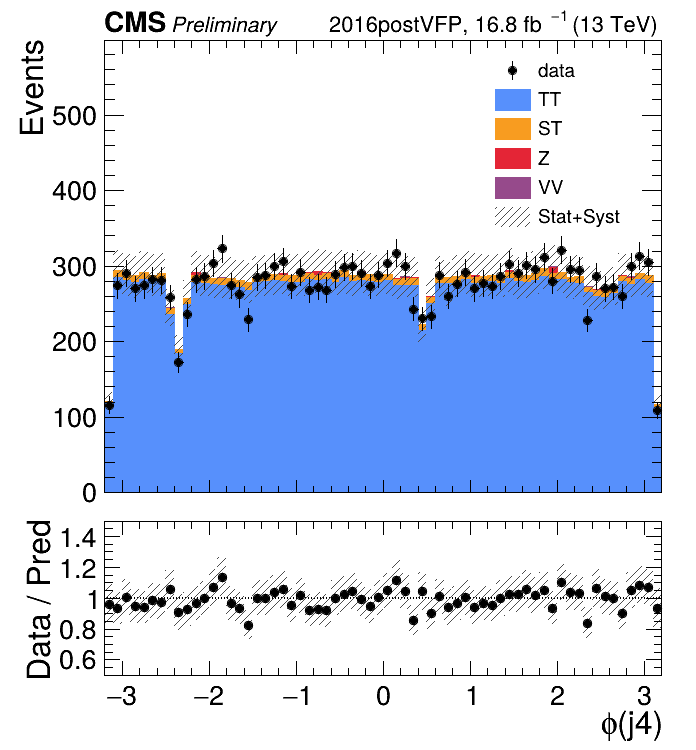 CMS Preliminary 2016postVFP, 16.8 fb⁻¹ (13 TeV)
Events
500
400
300
200
100
0
data
TT
ST
Z
VV
Stat+Syst
Data / Pred
1.4
1.2
1
0.8
0.6
−3 −2 −1 0 1 2 3
ϕ(j4)